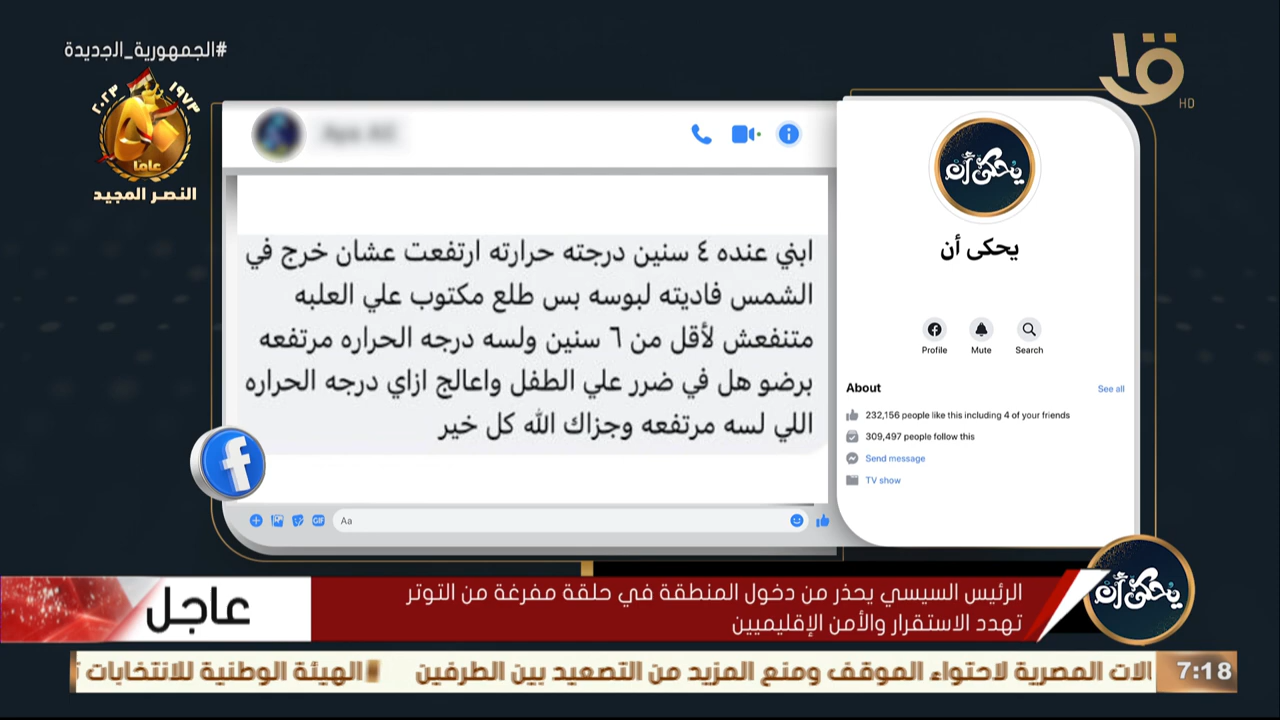 #الجمهورية_الجديدة
١٩٧٣
٢٠٢٣
٥٠
عامًا
النصر المجيد
HD
ابني عنده ٤ سنين درجته حرارته ارتفعت عشان خرج في
الشمس فاديته لبوسه بس طلع مكتوب علي العلبه
متنفعش لأقل من ٦ سنين ولسه درجه الحراره مرتفعه
برضو هل في ضرر علي الطفل واعالج ازاي درجه الحراره
اللي لسه مرتفعه وجزاك الله كل خير
GIF
Aa
يحكى أن
يحكى أن
Profile
Mute
Search
About
See all
232,156 people like this including 4 of your friends
309,497 people follow this
Send message
TV show
عاجل
الرئيس السيسي يحذر من دخول المنطقة في حلقة مفرغة من التوتر
تهدد الاستقرار والأمن الإقليميين
يحكى أن
الات المصرية لاحتواء الموقف ومنع المزيد من التصعيد بين الطرفين
الهيئة الوطنية للانتخابات
7:18